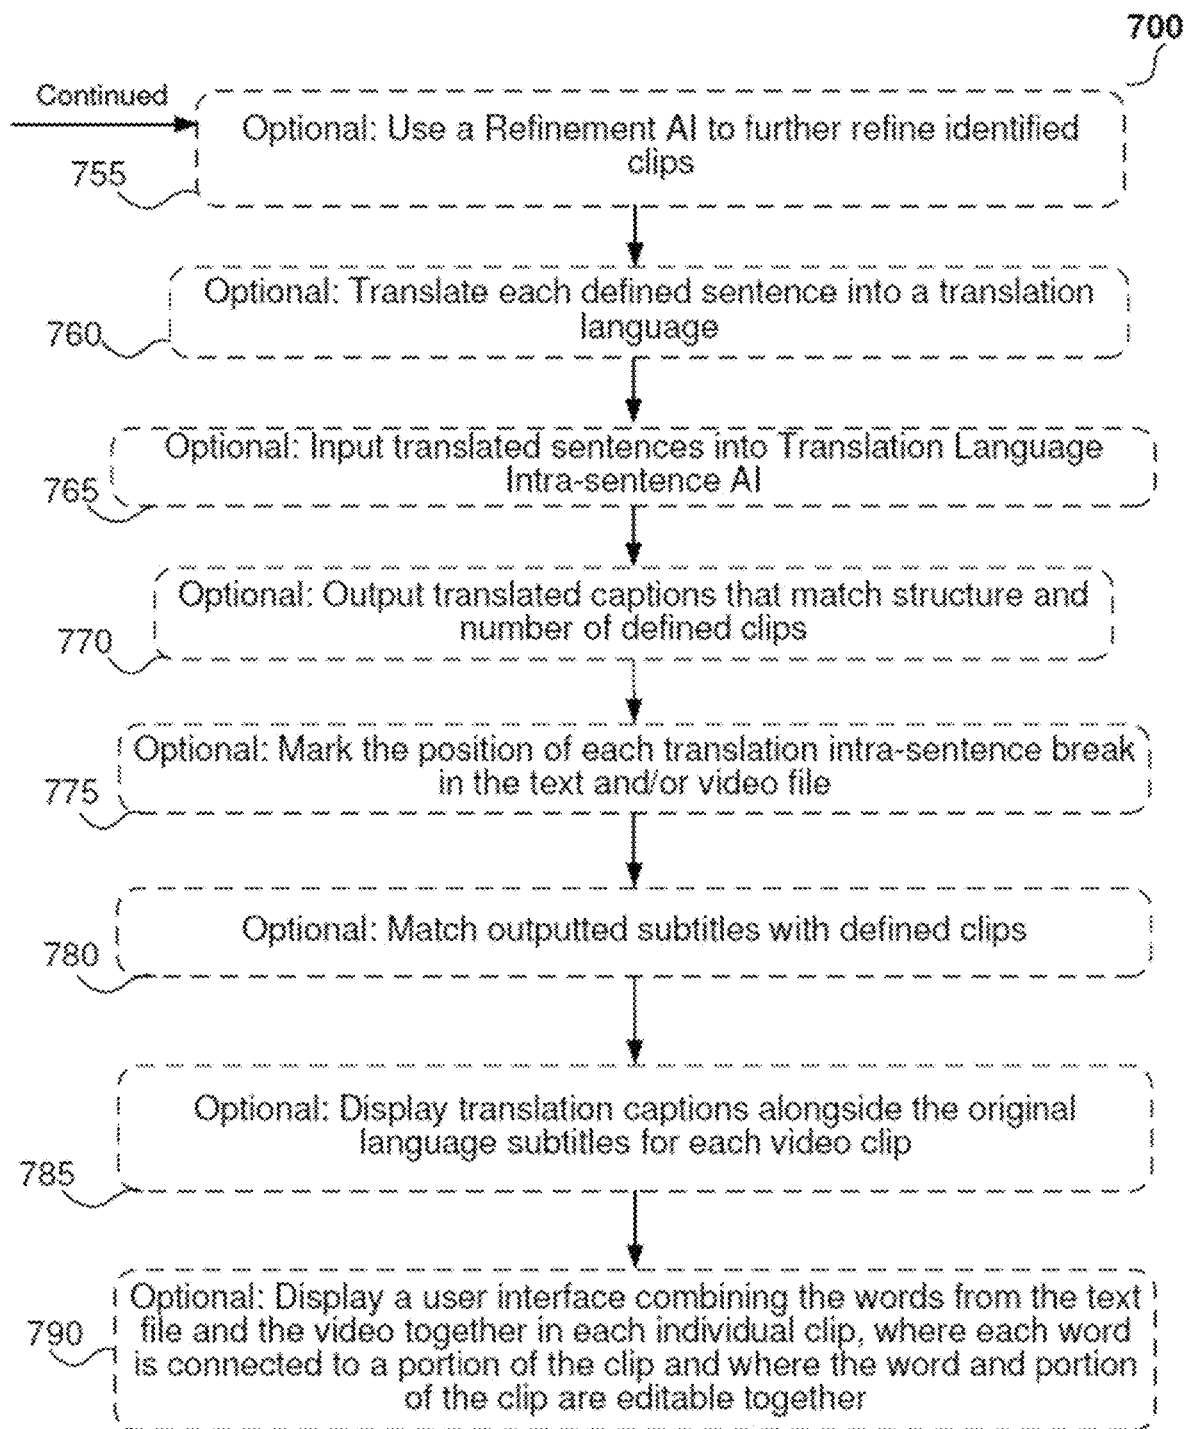 700
Continued
Optional: Use a Refinement AI to further refine identified
clips
755
Optional: Translate each defined sentence into a translation
language
760
Optional: Input translated sentences into Translation Language
Intra-sentence AI
765
Optional: Output translated captions that match structure and
number of defined clips
770
Optional: Mark the position of each translation intra-sentence break
in the text and/or video file
775
Optional: Match outputted subtitles with defined clips
780
Optional: Display translation captions alongside the original
language subtitles for each video clip
785
Optional: Display a user interface combining the words from the text
file and the video together in each individual clip, where each word
is connected to a portion of the clip and where the word and portion
of the clip are editable together
790